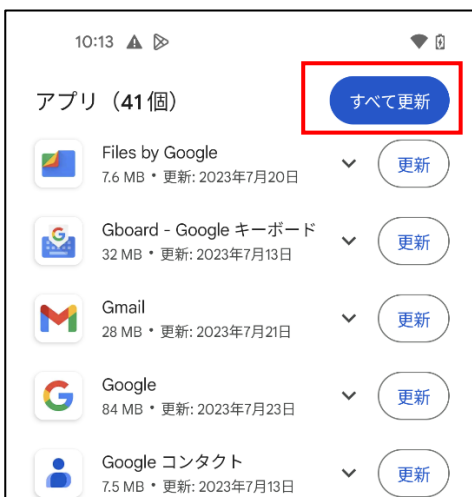 10:13
アプリ（41個）
すべて更新
Files by Google
7.6 MB • 更新: 2023年7月20日
更新
Gboard - Google キーボード
32 MB • 更新: 2023年7月13日
更新
Gmail
28 MB • 更新: 2023年7月21日
更新
Google
84 MB • 更新: 2023年7月23日
更新
Google コンタクト
7.5 MB • 更新: 2023年7月13日
更新